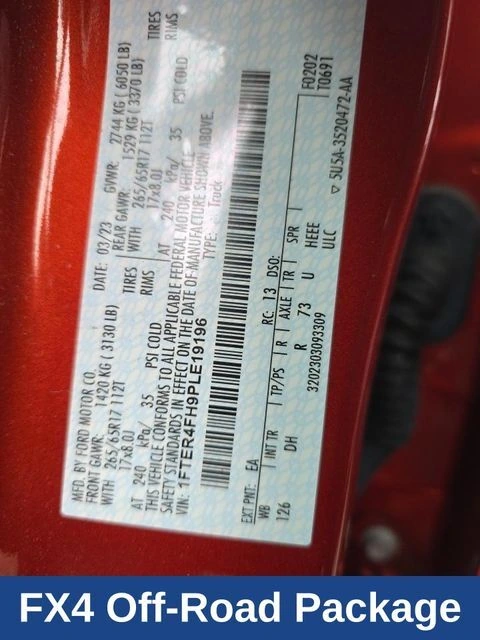 MFD. BY FORD MOTOR CO.
DATE: 03/23 GVWR: 2744 KG ( 6050 LB)
FRONT GAWR: 1420 KG ( 3130 LB) REAR GAWR: 1529 KG ( 3370 LB)
WITH 265/65R17 112T TIRES WITH 265/65R17 112T TIRES
17x8.0J RIMS 17x8.0J RIMS
AT 240 kPa/ 35 PSI COLD AT 240 kPa/ 35 PSI COLD
THIS VEHICLE CONFORMS TO ALL APPLICABLE FEDERAL MOTOR VEHICLE
SAFETY STANDARDS IN EFFECT ON THE DATE OF MANUFACTURE SHOWN ABOVE.
VIN: 1FTER4FH9PLE19196 TYPE: Truck
F0202
T0691
EXT PNT: EA RC: 13 DSO:
WB INT TR TP/PS R AXLE TR SPR
126 DH R 73 U HEEE
ULC
3202303093309
▽ 5U5A-3520472-AA
FX4 Off-Road Package